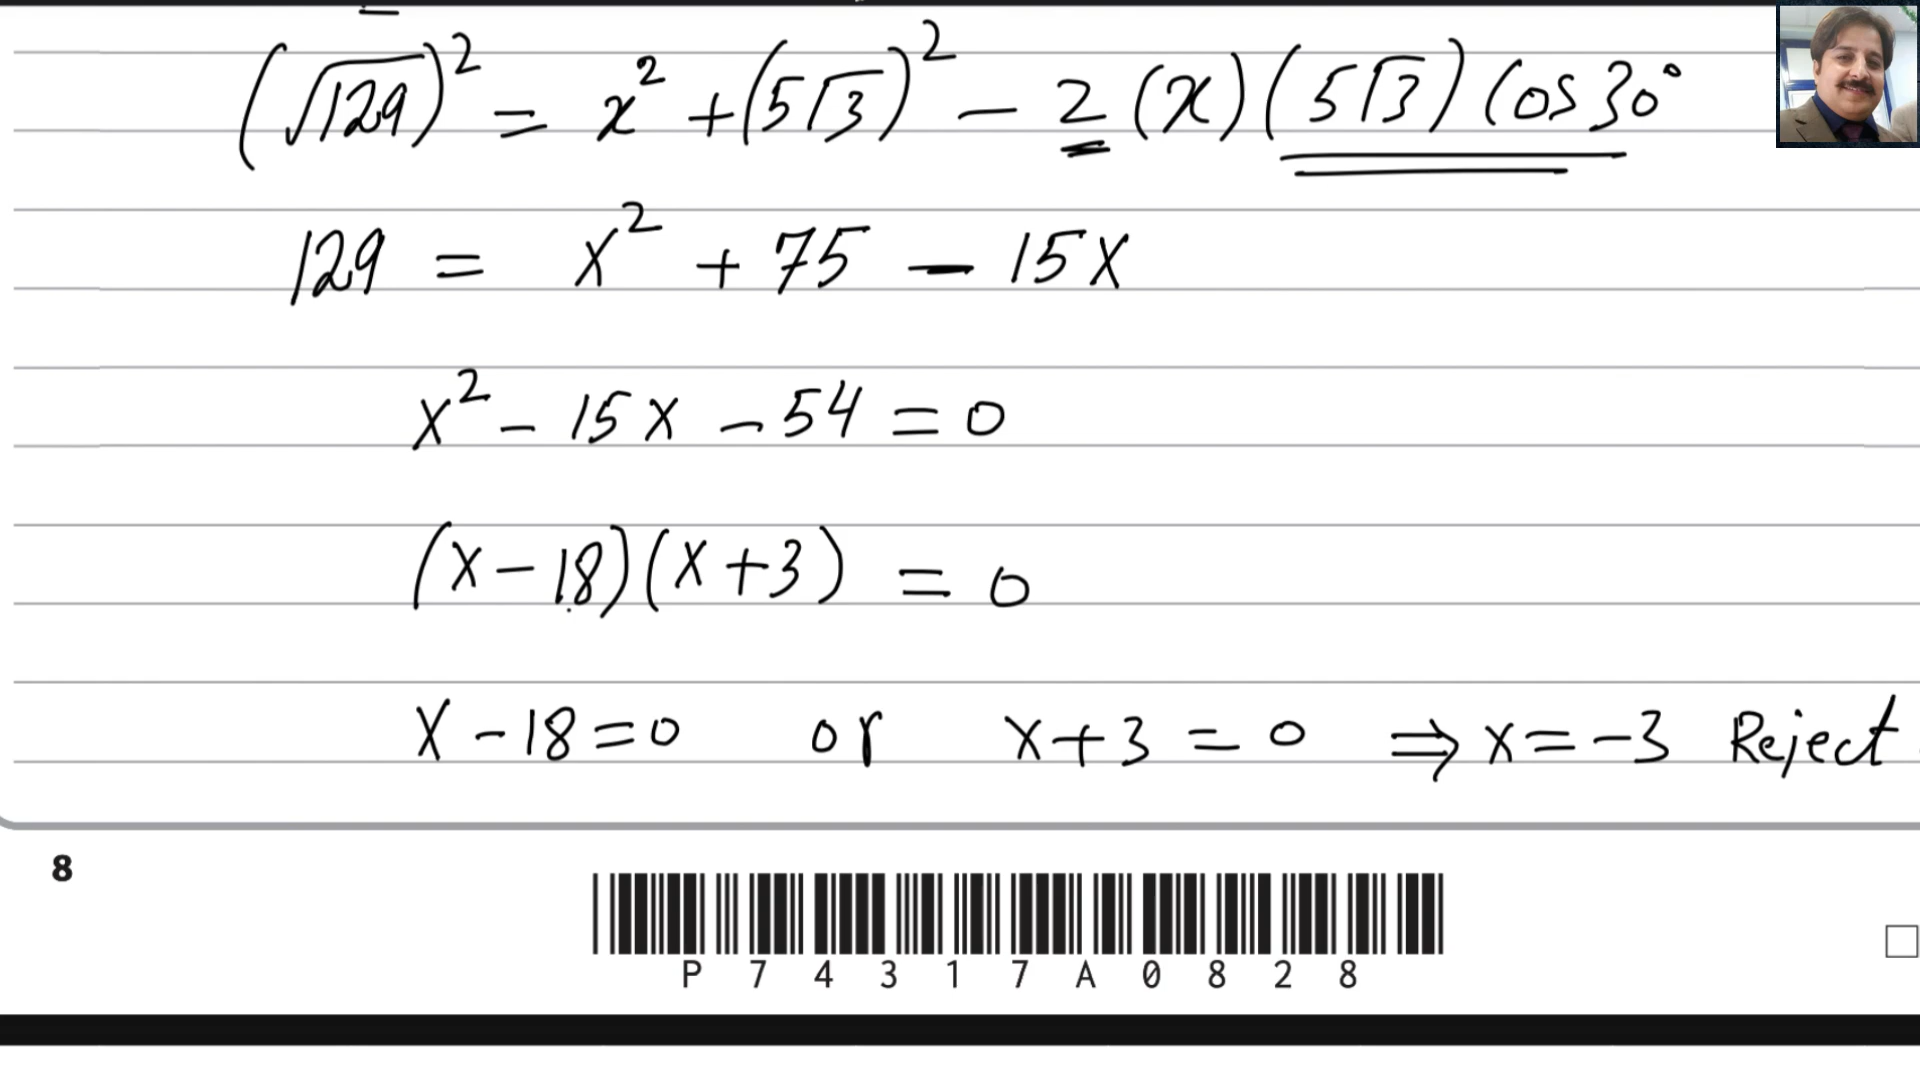 (√129)² = x² + (5√3)² − 2(x)(5√3) Cos 30°
129 = x² + 75 − 15x
x² − 15x − 54 = 0
(x − 18)(x + 3) = 0
x − 18 = 0 or x + 3 = 0 ⇒ x = −3 Reject
8
P 7 4 3 1 7 A 0 8 2 8